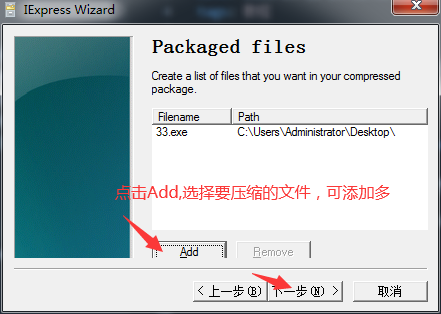 IExpress Wizard
Packaged files
Create a list of files that you want in your compressed
package.
Filename Path
33.exe C:\Users\Administrator\Desktop\
点击Add,选择要压缩的文件，可添加多
Add Remove
< 上一步(B) 下一步(N) > 取消